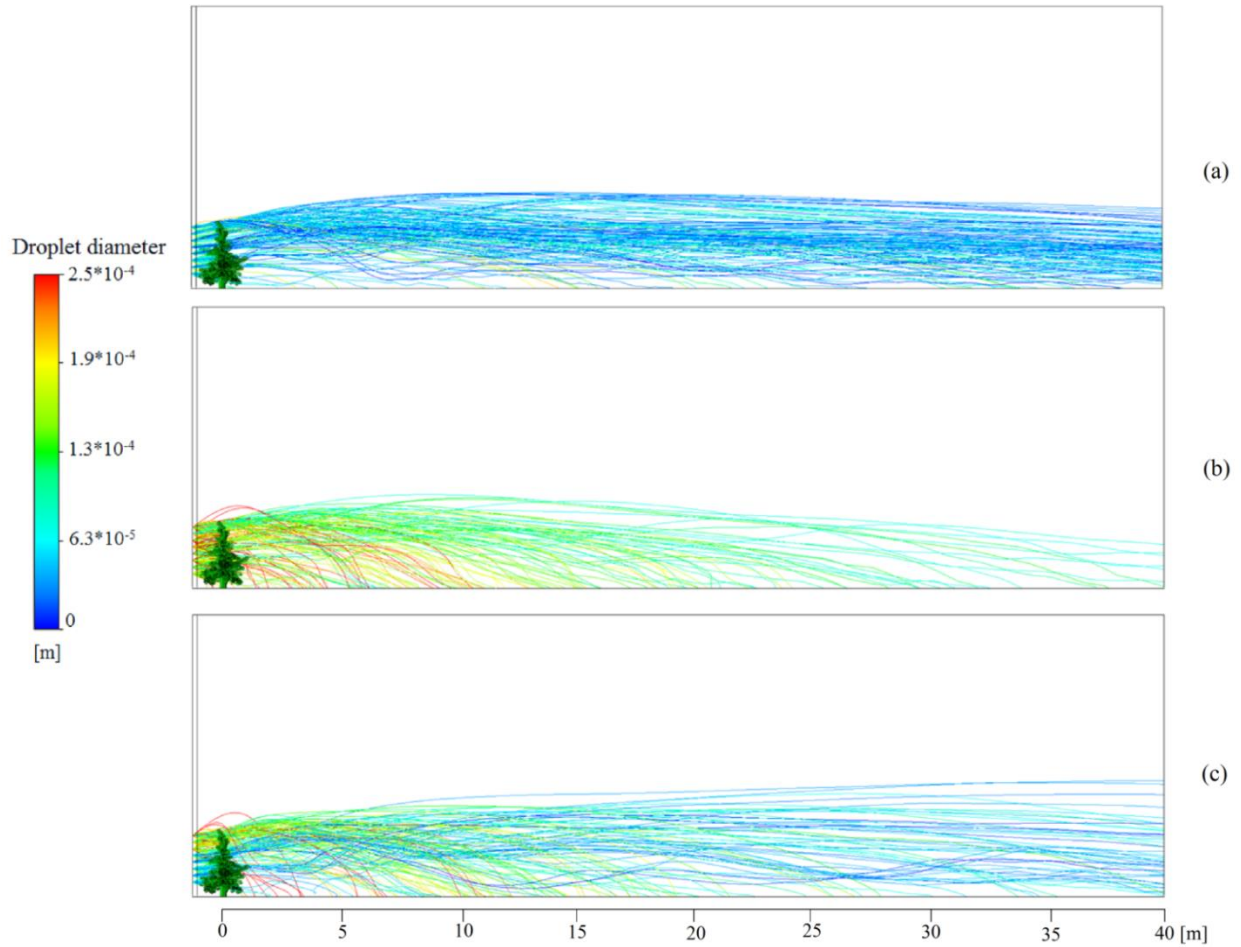 (a)
Droplet diameter
2.5*10⁻⁴
1.9*10⁻⁴
1.3*10⁻⁴
6.3*10⁻⁵
0
[m]
(b)
(c)
0 5 10 15 20 25 30 35 40 [m]